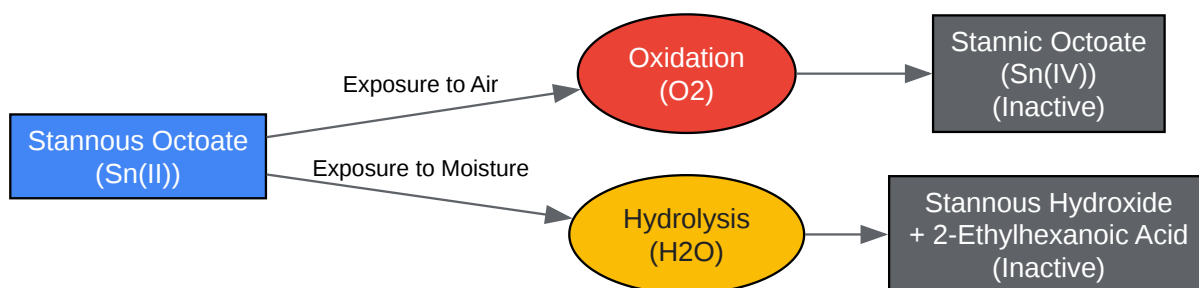 Stannous Octoate
(Sn(II))
Exposure to Air
Exposure to Moisture
Oxidation
(O2)
Hydrolysis
(H2O)
Stannic Octoate
(Sn(IV))
(Inactive)
Stannous Hydroxide
+ 2-Ethylhexanoic Acid
(Inactive)